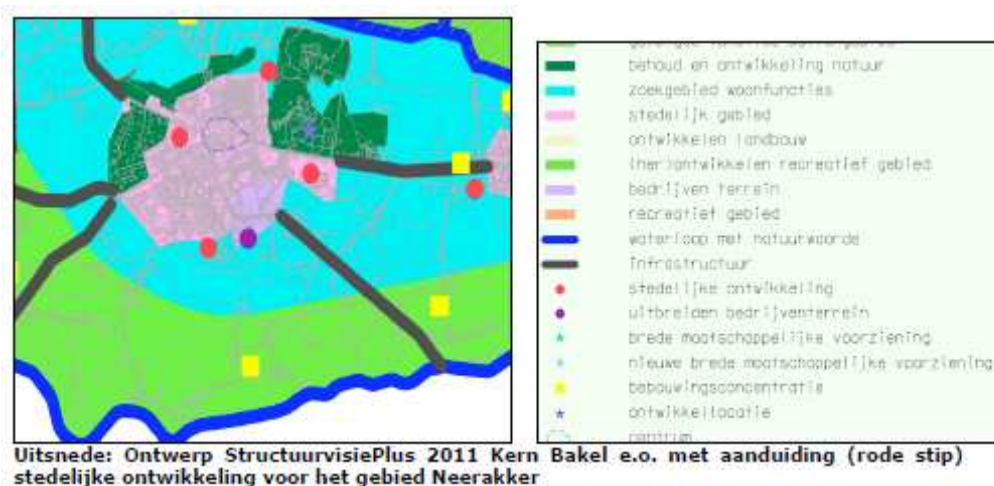 behoud en ontwikkeling natuur
zoekgebied woonfuncties
stedelijk gebied
ontwikkelen landbouw
(her)ontwikkelen recreatief gebied
bedrijven terrein
recreatief gebied
waterloop met natuurwaarde
Infrastructuur
stedelijke ontwikkeling
uitbreiden bedrijventerrein
brede maatschappelijke voorziening
nieuwe brede maatschappelijke voorziening
bebouwingsconcentratie
ontwikkellocatie
centrum
Uitsnede: Ontwerp StructuurvisiePlus 2011 Kern Bakel e.o. met aanduiding (rode stip)
stedelijke ontwikkeling voor het gebied Neerakker